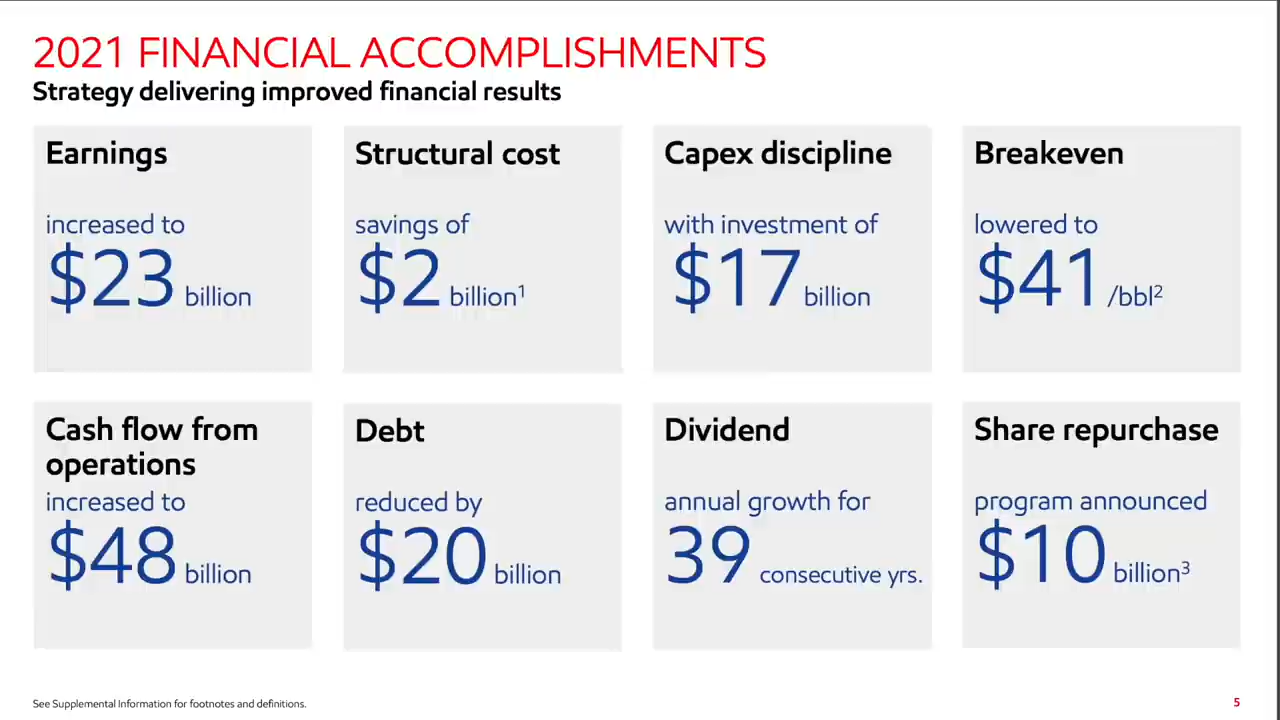 2021 FINANCIAL ACCOMPLISHMENTS
Strategy delivering improved financial results
Earnings
increased to
$23 billion
Structural cost
savings of
$2 billion¹
Capex discipline
with investment of
$17 billion
Breakeven
lowered to
$41 /bbl²
Cash flow from
operations
increased to
$48 billion
Debt
reduced by
$20 billion
Dividend
annual growth for
39 consecutive yrs.
Share repurchase
program announced
$10 billion³
See Supplemental Information for footnotes and definitions.
5